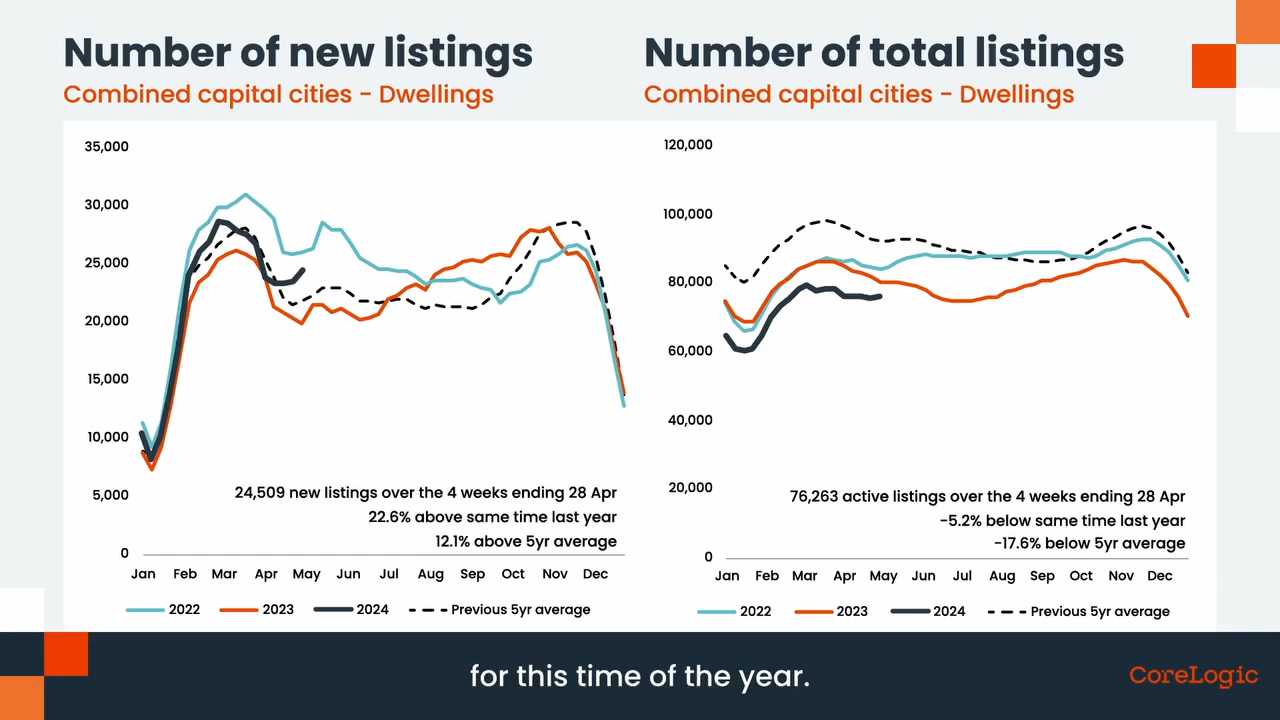 Number of new listings
Combined capital cities – Dwellings
35,000
30,000
25,000
20,000
15,000
10,000
5,000
0
24,509 new listings over the 4 weeks ending 28 Apr
22.6% above same time last year
12.1% above 5yr average
Jan Feb Mar Apr May Jun Jul Aug Sep Oct Nov Dec
2022 2023 2024 Previous 5yr average
Number of total listings
Combined capital cities – Dwellings
120,000
100,000
80,000
60,000
40,000
20,000
0
76,263 active listings over the 4 weeks ending 28 Apr
-5.2% below same time last year
-17.6% below 5yr average
Jan Feb Mar Apr May Jun Jul Aug Sep Oct Nov Dec
2022 2023 2024 Previous 5yr average
for this time of the year.
CoreLogic